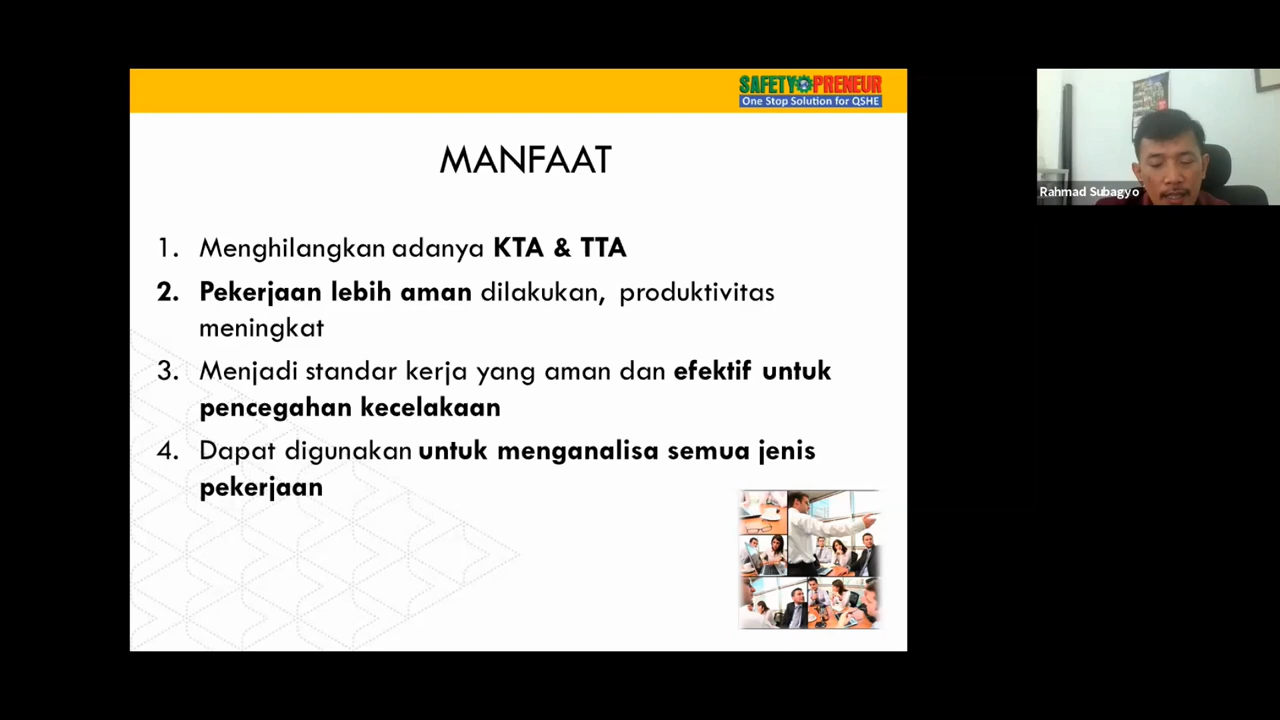 SAFETY PRENEUR
One Stop Solution for QSHE
MANFAAT
1. Menghilangkan adanya KTA & TTA
2. Pekerjaan lebih aman dilakukan, produktivitas
meningkat
3. Menjadi standar kerja yang aman dan efektif untuk
pencegahan kecelakaan
4. Dapat digunakan untuk menganalisa semua jenis
pekerjaan
Rahmad Subagyo